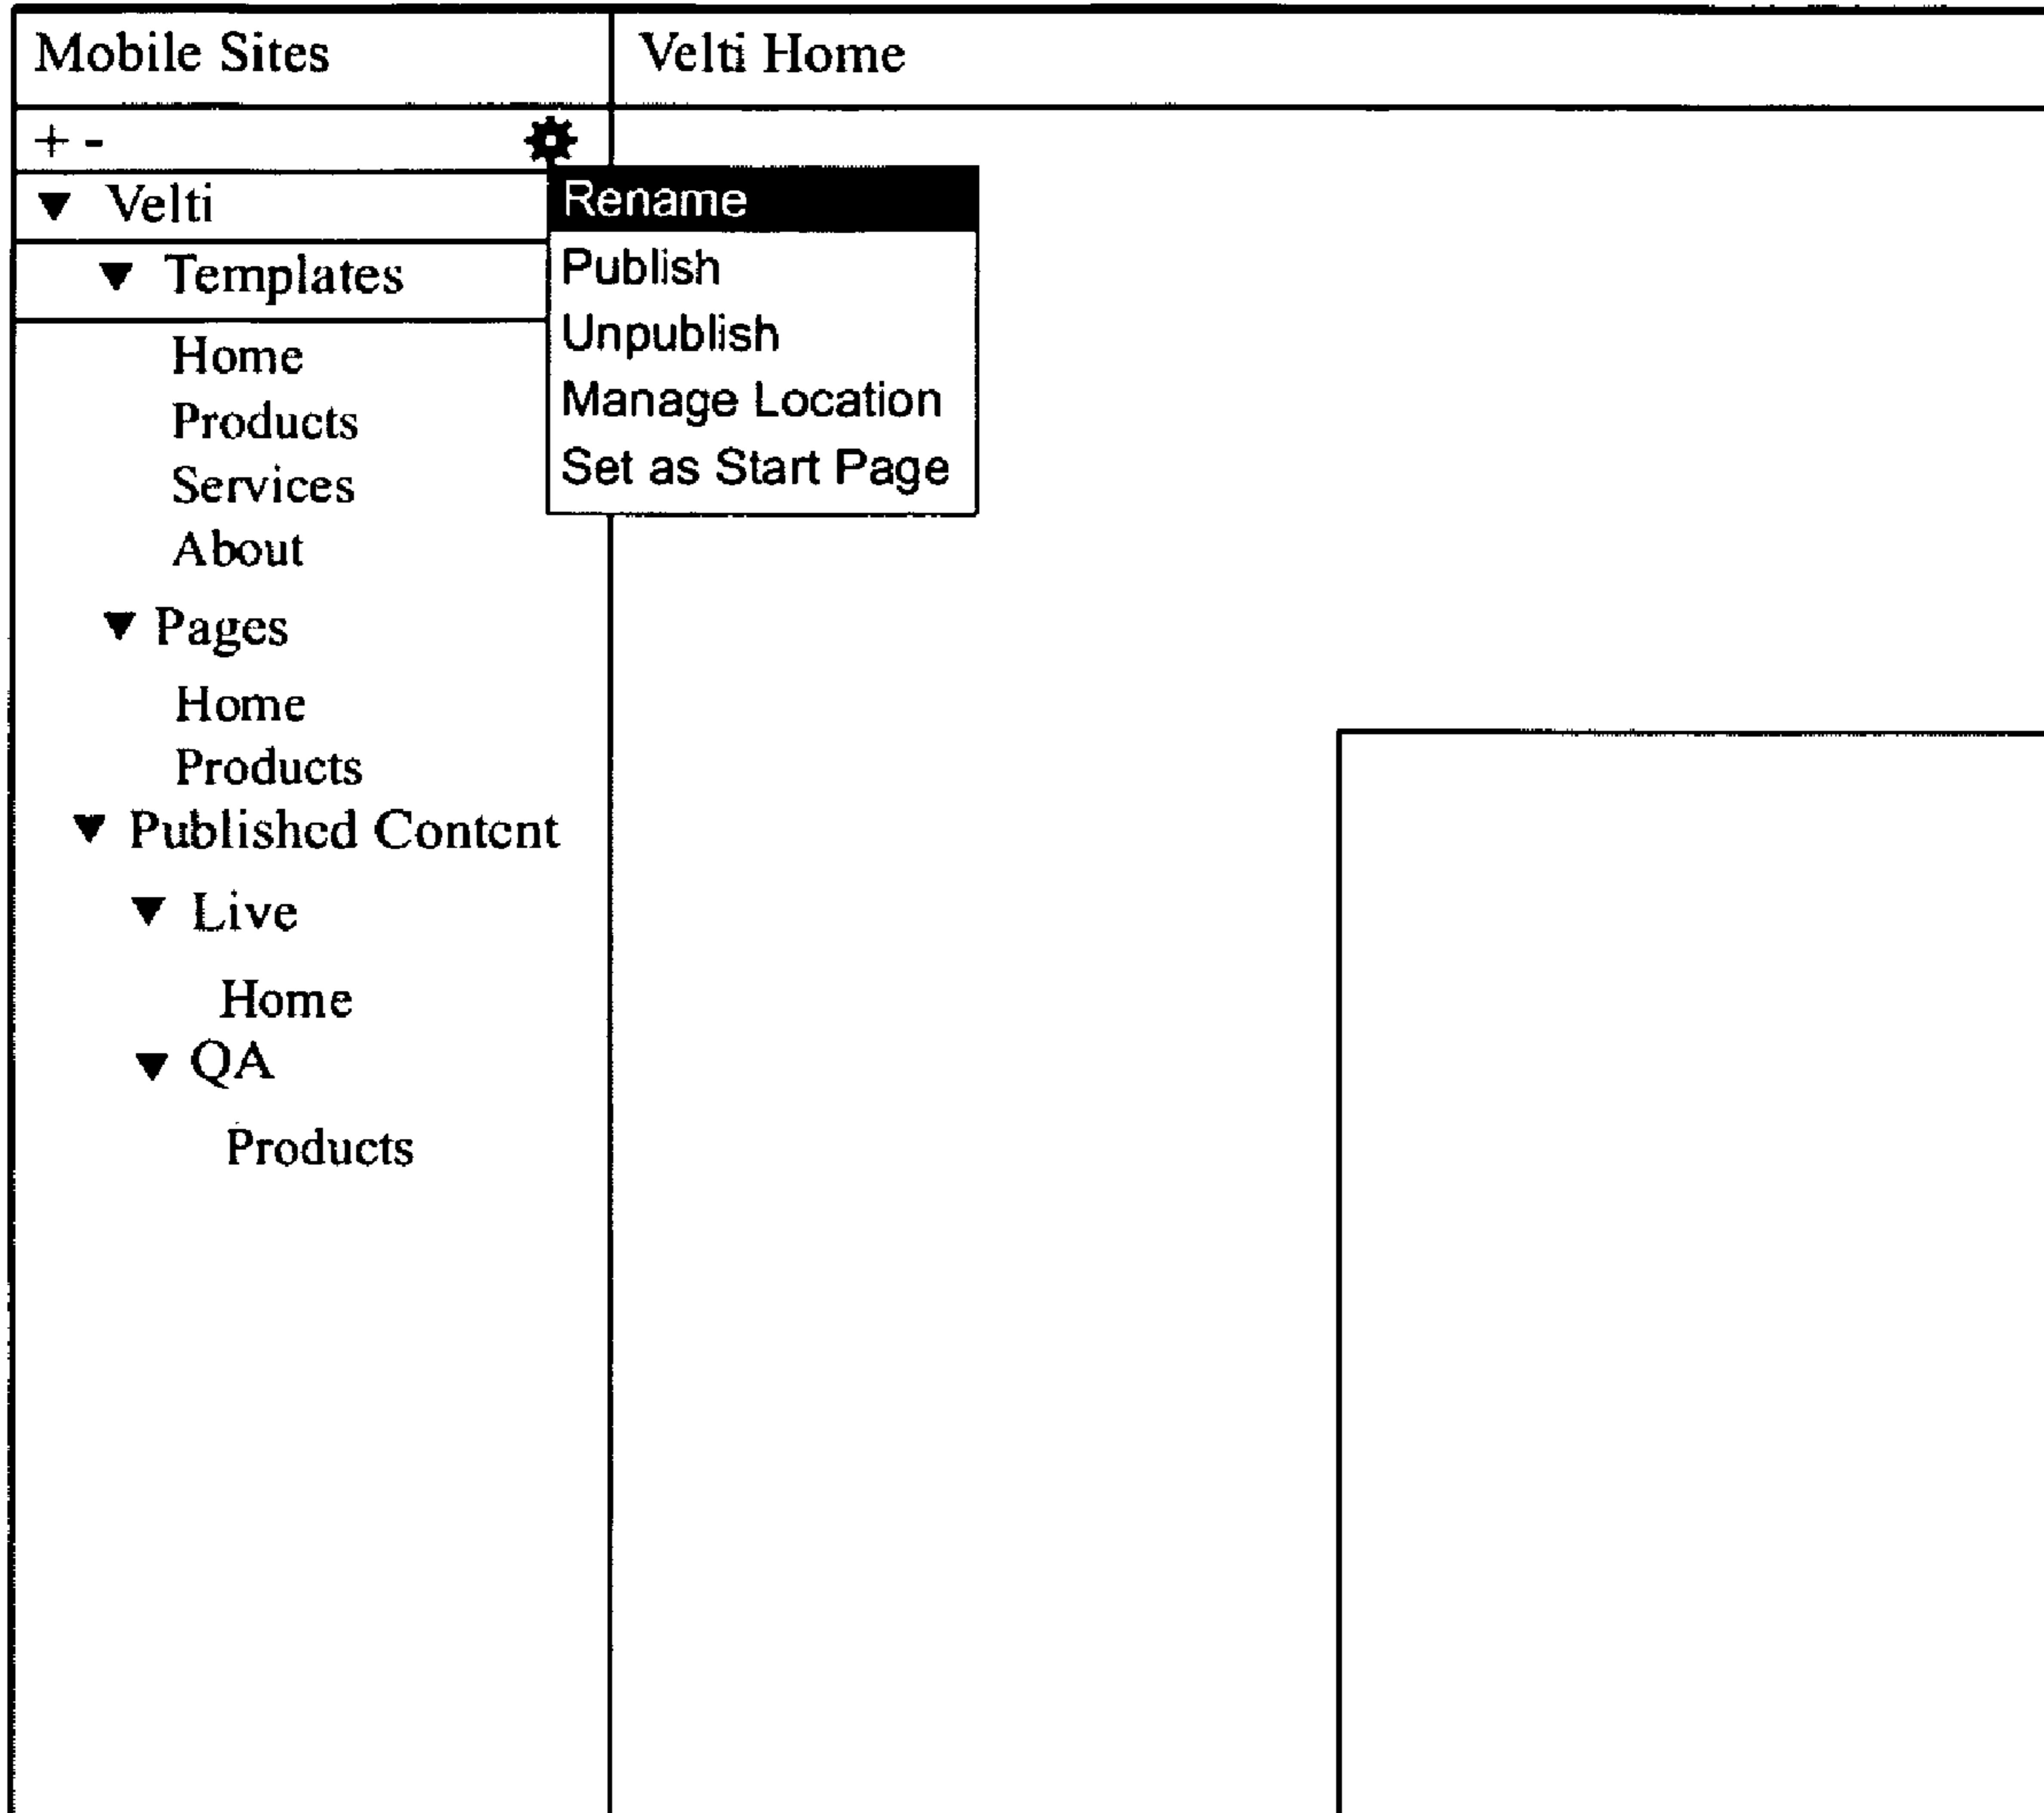 Mobile Sites
Velti Home
+ -
Velti
Rename
Templates
Publish
Unpublish
Manage Location
Set as Start Page
Home
Products
Services
About
Pages
Home
Products
Published Content
Live
Home
QA
Products